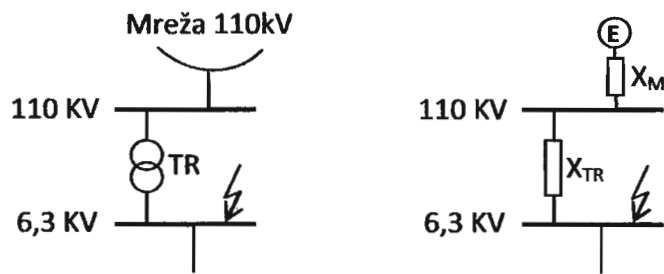 Mreža 110kV
110 KV
TR
6,3 KV
E
X_M
110 KV
X_TR
6,3 KV